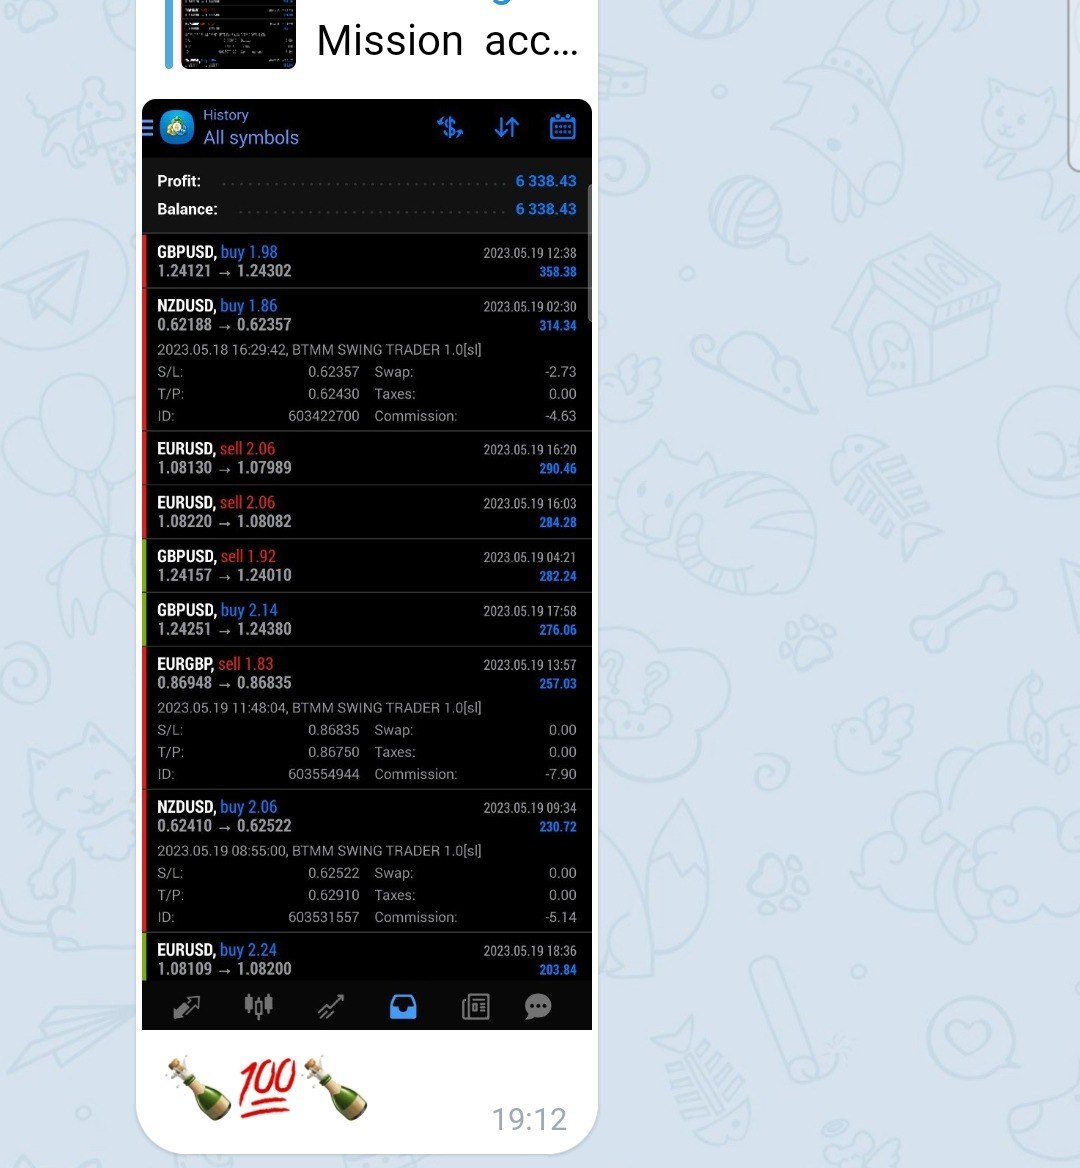 Mission acc...
History
All symbols
Profit: 6 338.43
Balance: 6 338.43
GBPUSD, buy 1.98 2023.05.19 12:38
1.24121 → 1.24302 358.38
NZDUSD, buy 1.86 2023.05.19 02:30
0.62188 → 0.62357 314.34
2023.05.18 16:29:42, BTMM SWING TRADER 1.0[sl]
S/L: 0.62357 Swap: -2.73
T/P: 0.62430 Taxes: 0.00
ID: 603422700 Commission: -4.63
EURUSD, sell 2.06 2023.05.19 16:20
1.08130 → 1.07989 290.46
EURUSD, sell 2.06 2023.05.19 16:03
1.08220 → 1.08082 284.28
GBPUSD, sell 1.92 2023.05.19 04:21
1.24157 → 1.24010 282.24
GBPUSD, buy 2.14 2023.05.19 17:58
1.24251 → 1.24380 276.06
EURGBP, sell 1.83 2023.05.19 13:57
0.86948 → 0.86835 257.03
2023.05.19 11:48:04, BTMM SWING TRADER 1.0[sl]
S/L: 0.86835 Swap: 0.00
T/P: 0.86750 Taxes: 0.00
ID: 603554944 Commission: -7.90
NZDUSD, buy 2.06 2023.05.19 09:34
0.62410 → 0.62522 230.72
2023.05.19 08:55:00, BTMM SWING TRADER 1.0[sl]
S/L: 0.62522 Swap: 0.00
T/P: 0.62910 Taxes: 0.00
ID: 603531557 Commission: -5.14
EURUSD, buy 2.24 2023.05.19 18:36
1.08109 → 1.08200 203.84
100
19:12